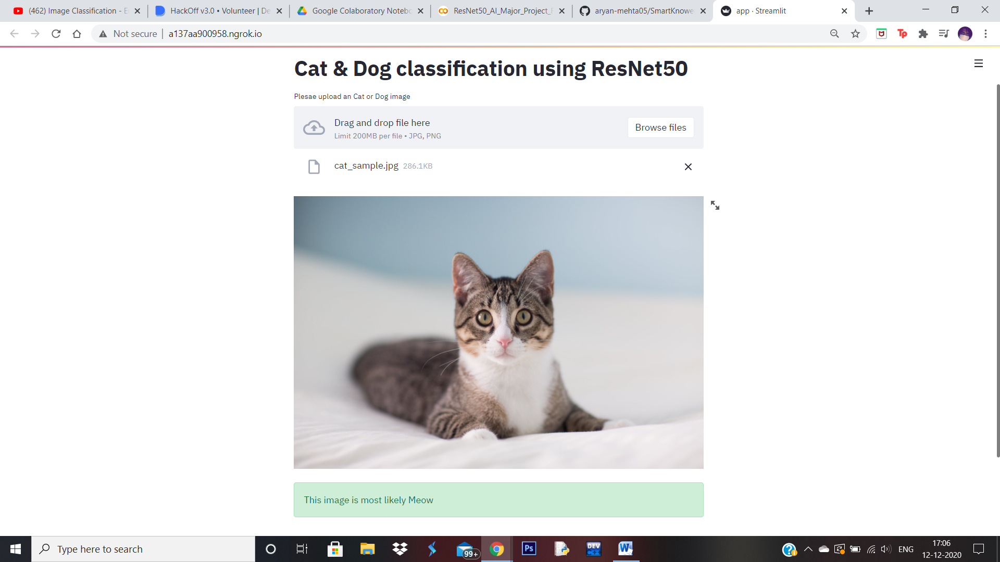 (462) Image Classification - E
HackOff v3.0 • Volunteer | De
Google Colaboratory Notebo
ResNet50_AI_Major_Project_
aryan-mehta05/SmartKnowe
app · Streamlit
Not secure
a137aa900958.ngrok.io
Tp
Cat & Dog classification using ResNet50
Plesae upload an Cat or Dog image
Drag and drop file here
Limit 200MB per file • JPG, PNG
Browse files
cat_sample.jpg 286.1KB
This image is most likely Meow
Type here to search
99+
Ps
DEV
C++
W
ENG
17:06
12-12-2020